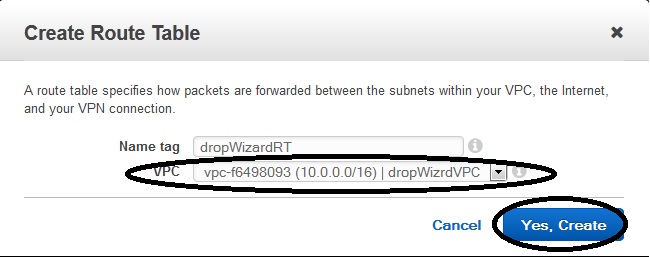 Create Route Table
A route table specifies how packets are forwarded between the subnets within your VPC, the Internet,
and your VPN connection.
Name tag dropWizardRT
VPC vpc-f6498093 (10.0.0.0/16) | dropWizrdVPC
Cancel Yes, Create